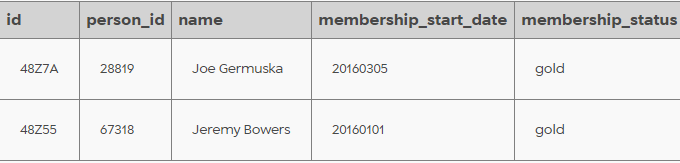 id person_id name membership_start_date membership_status
48Z7A 28819 Joe Germuska 20160305 gold
48Z55 67318 Jeremy Bowers 20160101 gold